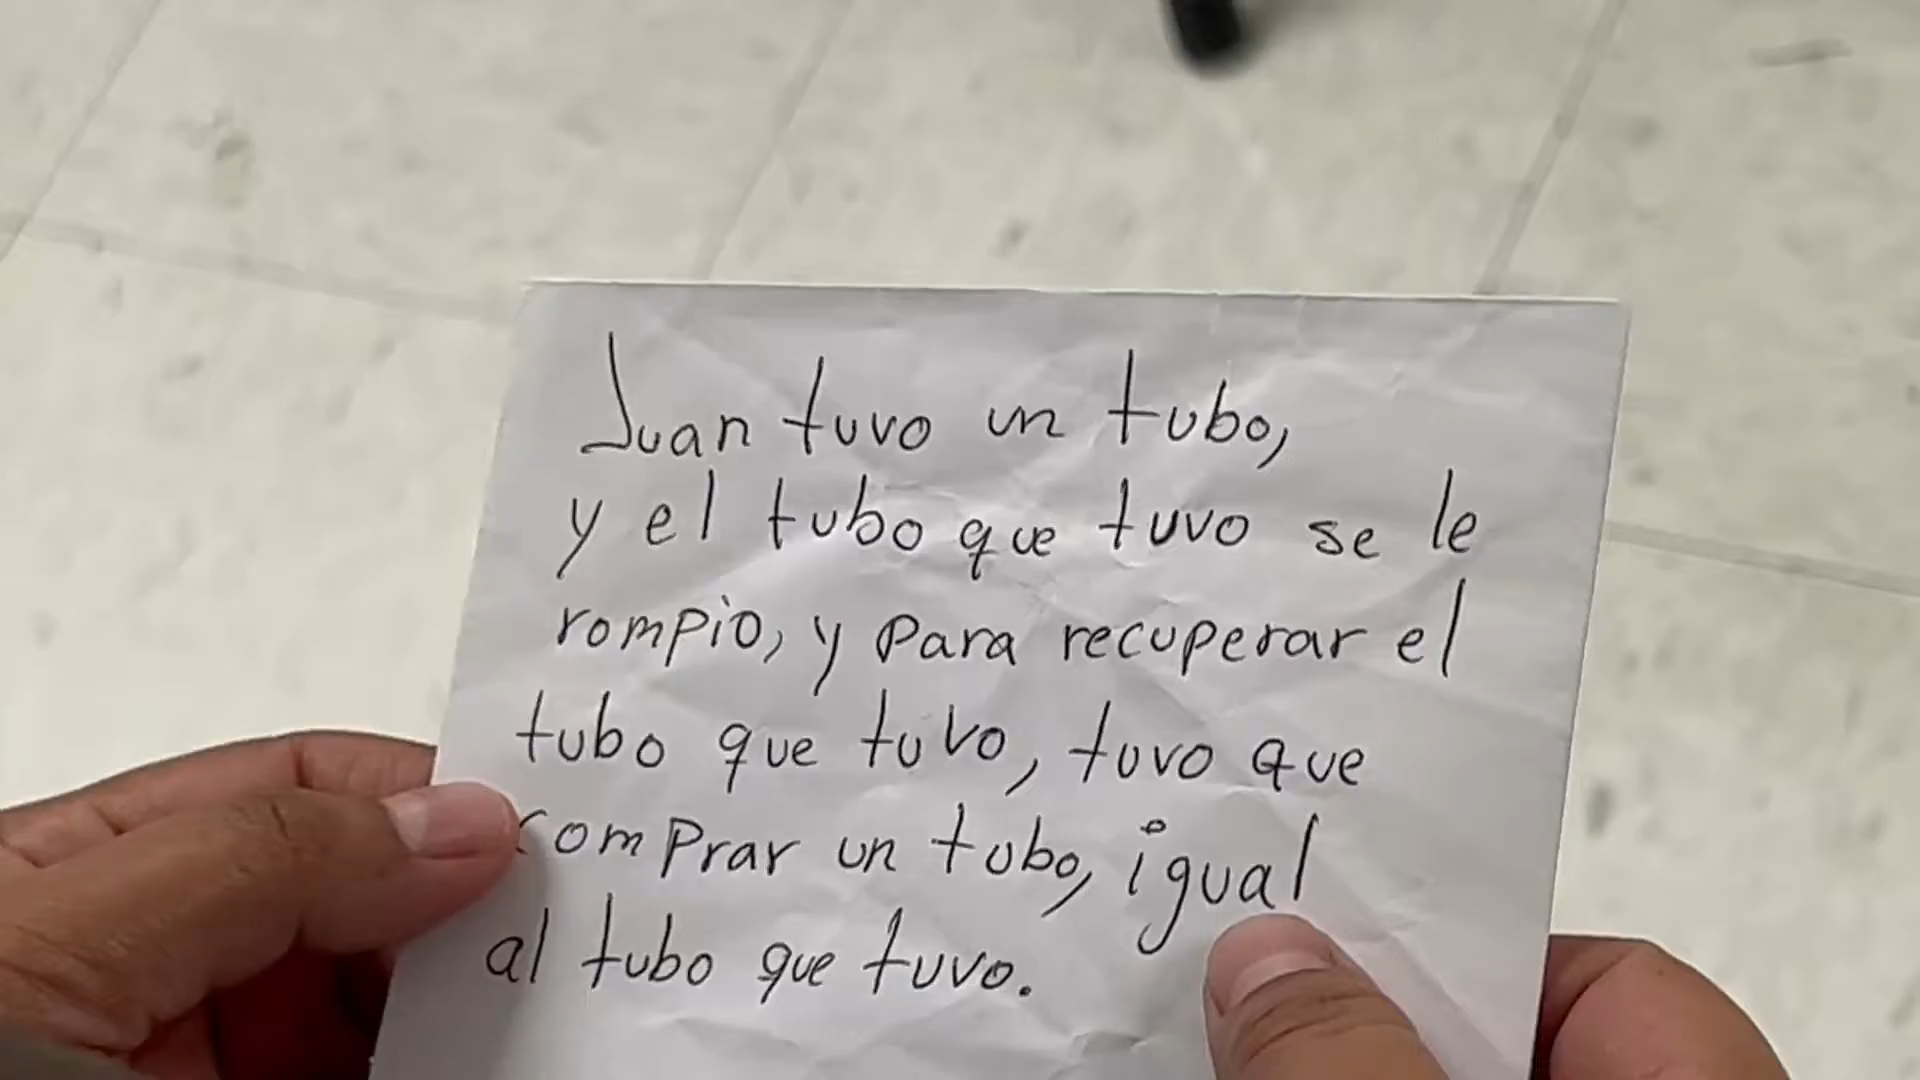 Juan tuvo un tubo,
y el tubo que tuvo se le
rompio, y para recuperar el
tubo que tuvo, tuvo que
comprar un tubo, igual
al tubo que tuvo.